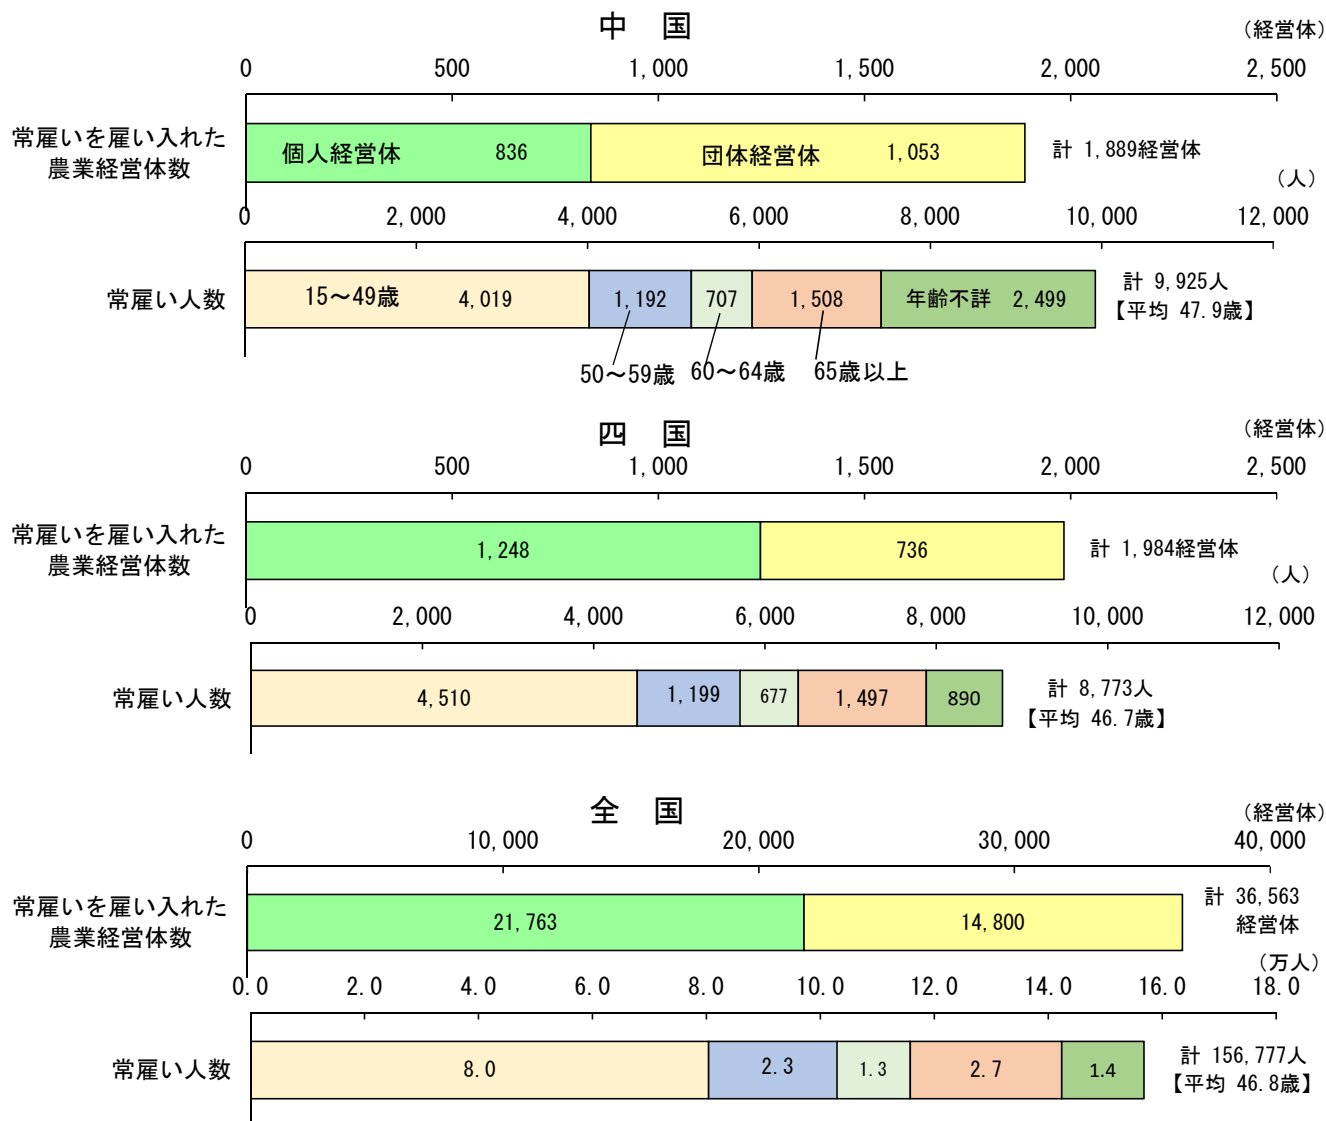 中　国
（経営体）
0 500 1,000 1,500 2,000 2,500
常雇いを雇い入れた
農業経営体数
個人経営体 836 団体経営体 1,053 計 1,889経営体
（人）
0 2,000 4,000 6,000 8,000 10,000 12,000
常雇い人数
15～49歳 4,019 1,192 707 1,508 年齢不詳 2,499
計 9,925人
【平均 47.9歳】
50～59歳 60～64歳 65歳以上
四　国
（経営体）
0 500 1,000 1,500 2,000 2,500
常雇いを雇い入れた
農業経営体数
1,248 736 計 1,984経営体
（人）
0 2,000 4,000 6,000 8,000 10,000 12,000
常雇い人数
4,510 1,199 677 1,497 890
計 8,773人
【平均 46.7歳】
全　国
（経営体）
0 10,000 20,000 30,000 40,000
常雇いを雇い入れた
農業経営体数
21,763 14,800
計 36,563
経営体
（万人）
0.0 2.0 4.0 6.0 8.0 10.0 12.0 14.0 16.0 18.0
常雇い人数
8.0 2.3 1.3 2.7 1.4
計 156,777人
【平均 46.8歳】